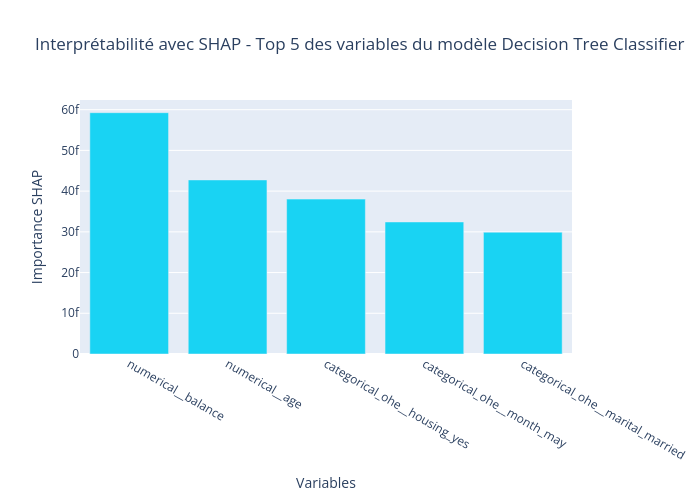 Interprétabilité avec SHAP - Top 5 des variables du modèle Decision Tree Classifier
Importance SHAP
60f
50f
40f
30f
20f
10f
0
numerical__balance
numerical__age
categorical_ohe__housing_yes
categorical_ohe__month_may
categorical_ohe__marital_married
Variables